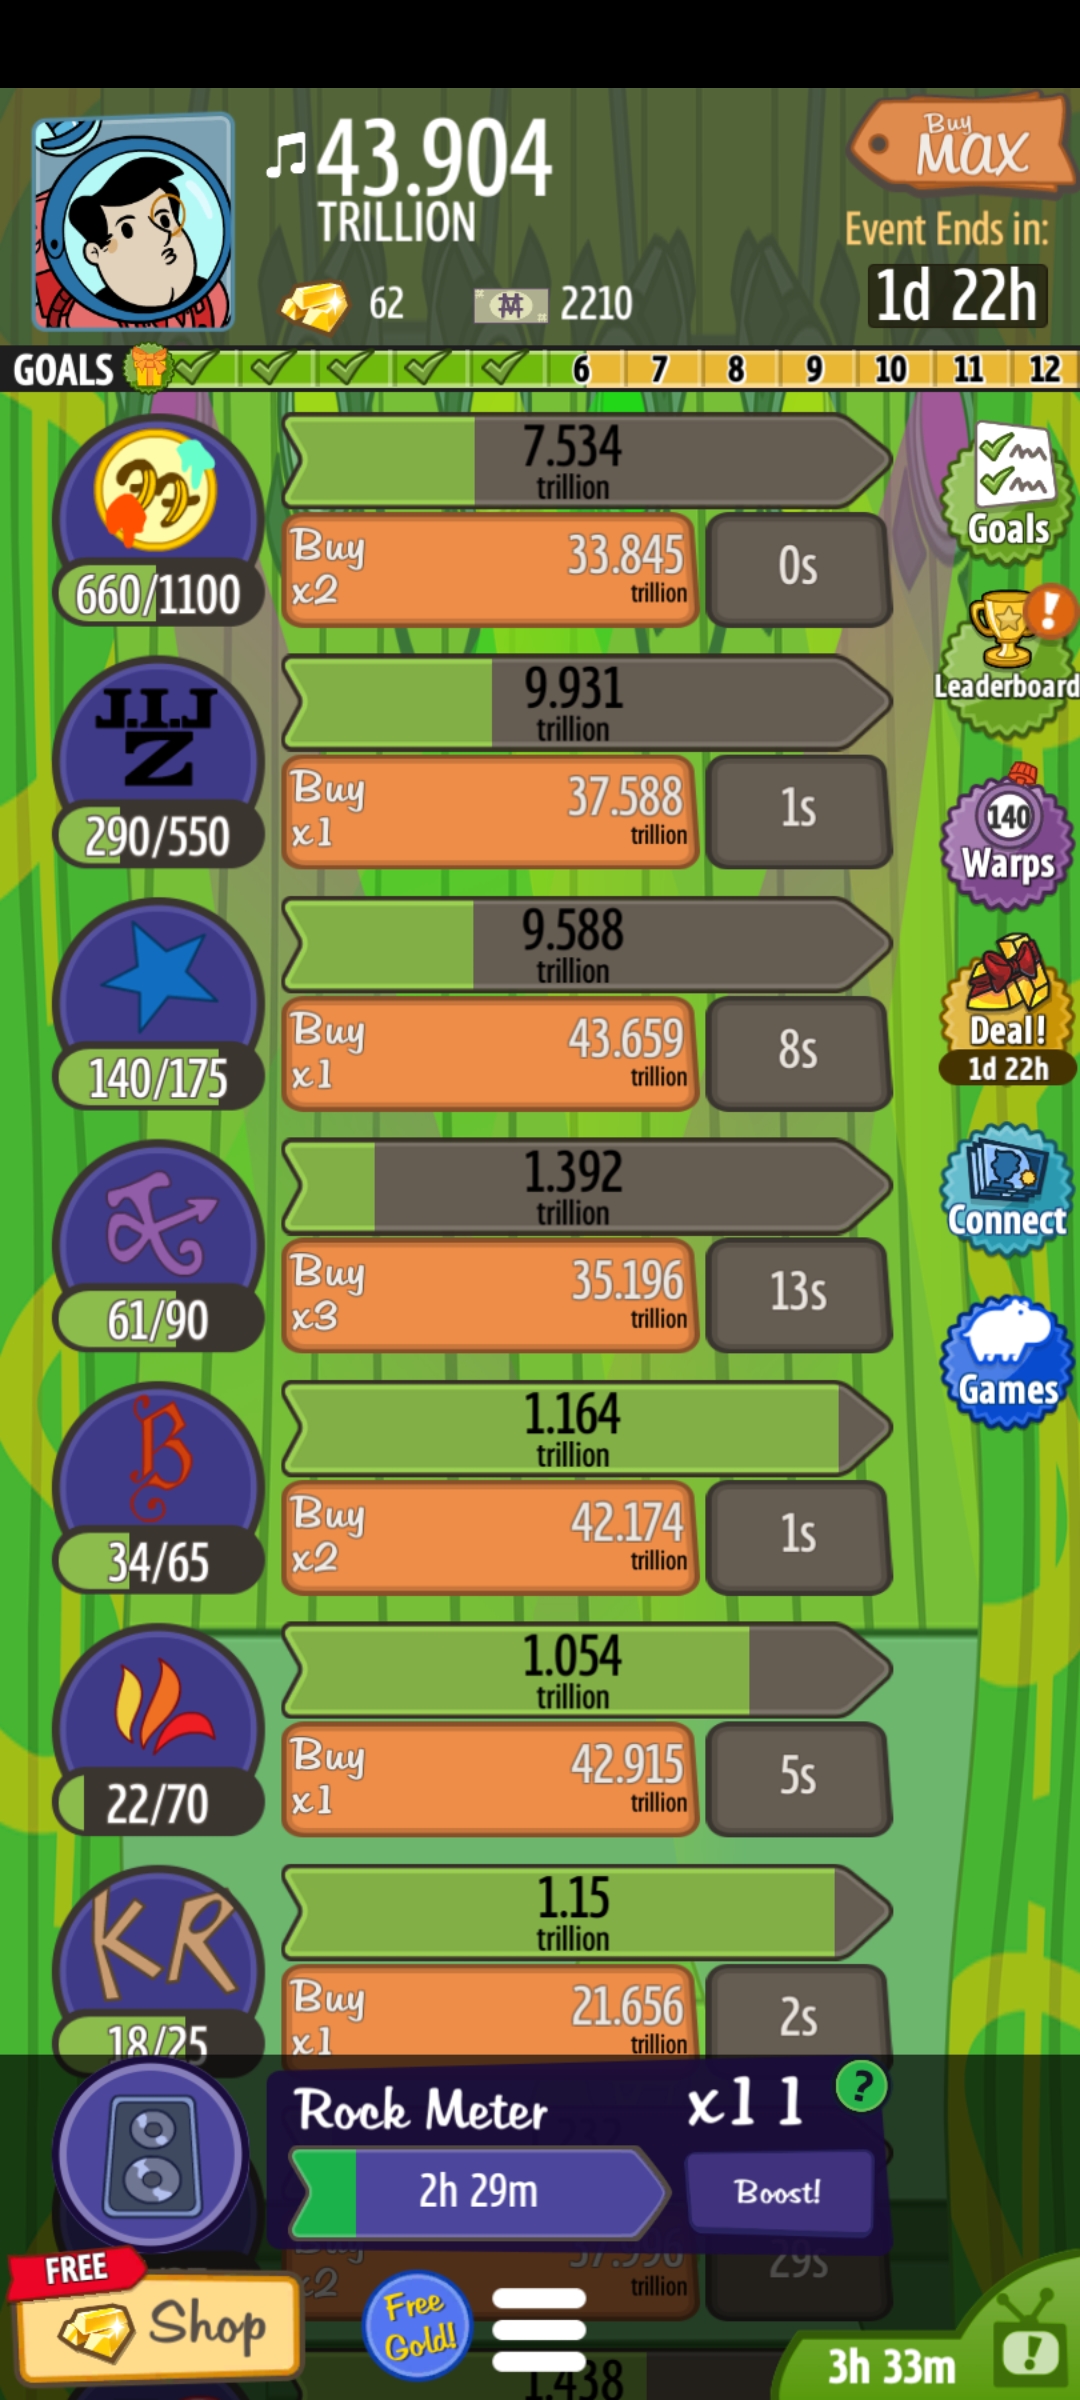 43.904
TRILLION
Buy
MAX
Event Ends in:
1d 22h
62
2210
GOALS
6 7 8 9 10 11 12
7.534
trillion
Buy
x2
33.845
trillion
0s
660/1100
Goals
Leaderboard
J.I.J
Z
9.931
trillion
Buy
x1
37.588
trillion
1s
290/550
140
Warps
9.588
trillion
Buy
x1
43.659
trillion
8s
140/175
Deal!
1d 22h
1.392
trillion
Buy
x3
35.196
trillion
13s
61/90
Connect
Games
B
1.164
trillion
Buy
x2
42.174
trillion
1s
34/65
1.054
trillion
Buy
x1
42.915
trillion
5s
22/70
KR
1.15
trillion
Buy
x1
21.656
trillion
2s
18/25
Rock Meter
x11
?
2h 29m
Boost!
Buy
x2
37.996
trillion
29s
FREE
Shop
Free
Gold!
1.438
3h 33m